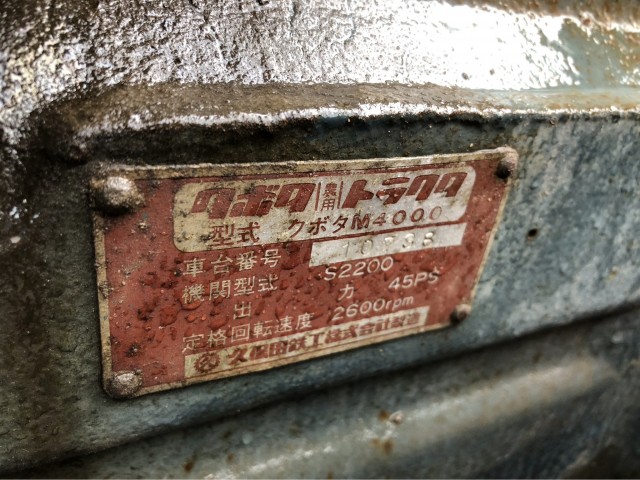 クボタ農用トラクタ
型式 クボタM4000
車台番号 10738
機関型式 S2200
出力 45PS
定格回転速度 2600rpm
久保田鉄工株式会社製造